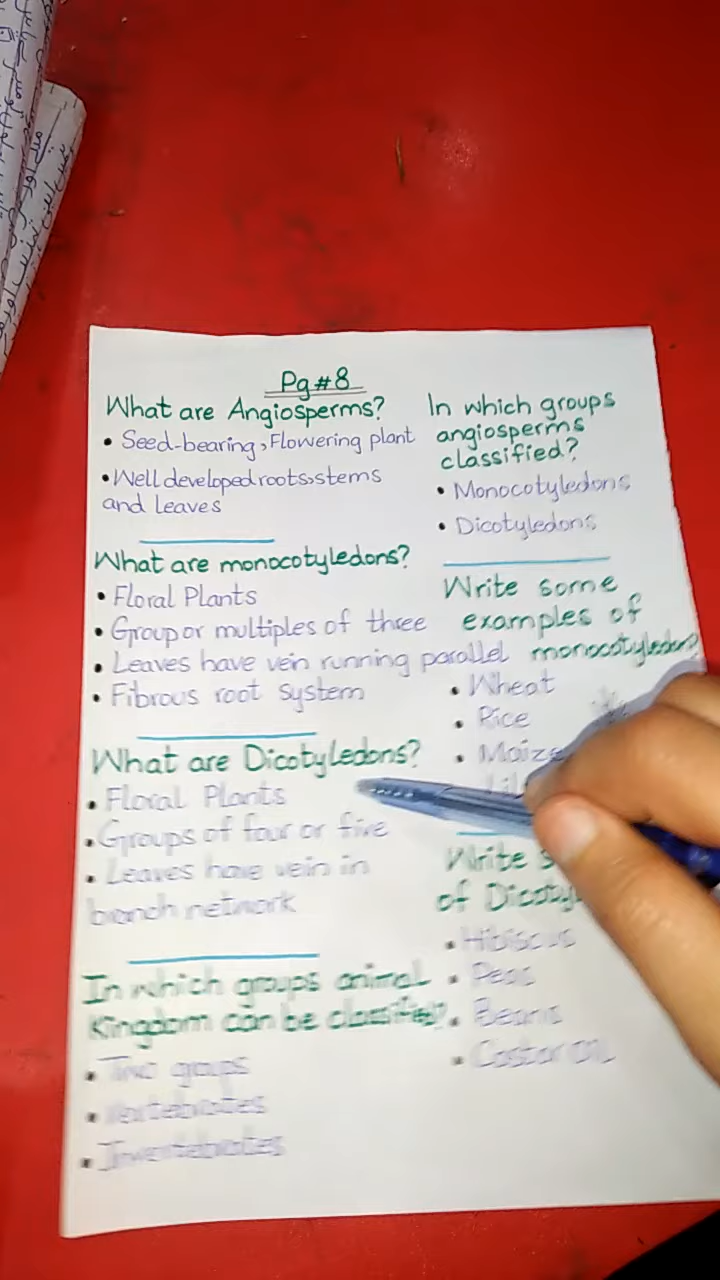 Pg#8
What are Angiosperms?
• Seed-bearing, Flowering plant
• Well developed roots, stems
and leaves
What are monocotyledons?
• Floral Plants
• Group or multiples of three
• Leaves have vein running parallel
• Fibrous root system
What are Dicotyledons?
• Floral Plants
• Groups of four or five
• Leaves have vein in
branch network
In which groups animal
Kingdom can be classified?
• Two groups
• Vertebrates
• Invertebrates
In which groups
angiosperms
classified?
• Monocotyledons
• Dicotyledons
Write some
examples of
monocotyledon?
• Wheat
• Rice
• Maize
Write
of
• Hibiscus
• Peas
• Beans
• Castor Oil